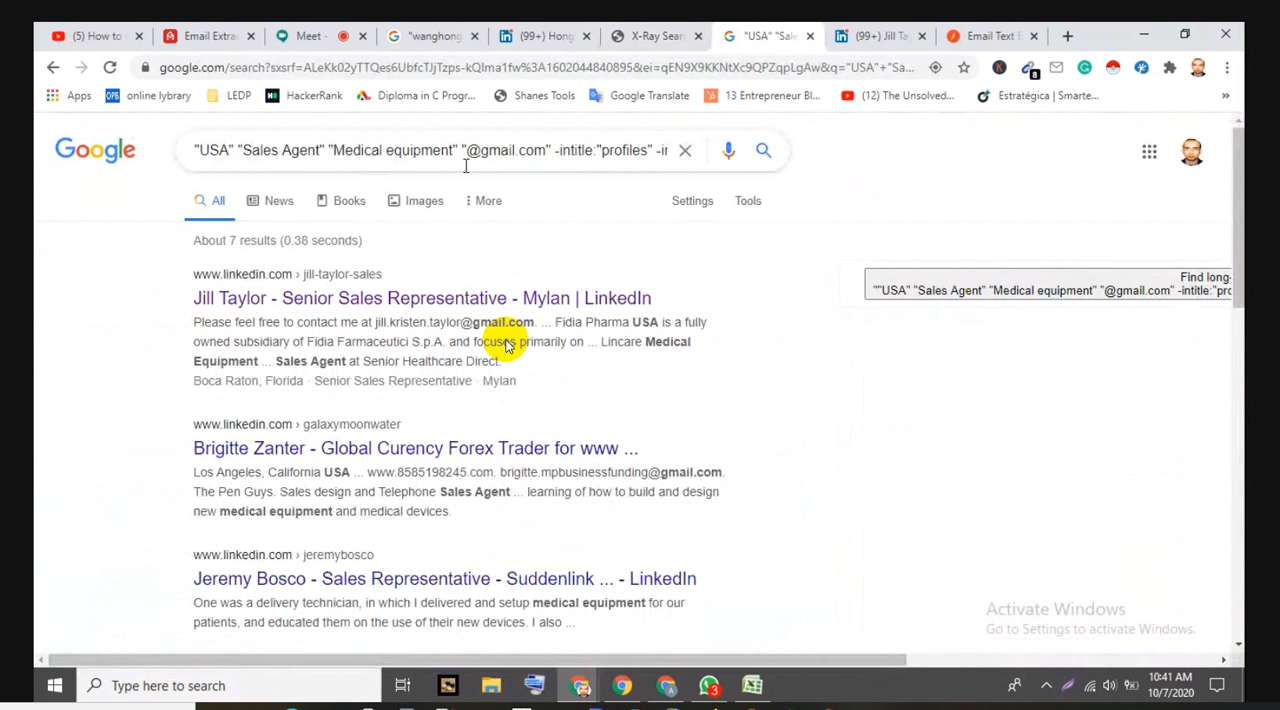 (5) How to
Email Extra
Meet -
"wanghong
(99+) Hong
X-Ray Sear
"USA" "Sale
(99+) Jill Ta
Email Text E
google.com/search?sxsrf=ALeKk02yTTQes6UbfcTJjTzps-kQIma1fw%3A1602044840895&ei=qEN9X9KKNtXc9QPZqpLgAw&q="USA"+"Sa...
8
Apps
online lybrary
LEDP
HackerRank
Diploma in C Progr...
Shanes Tools
Google Translate
13 Entrepreneur Bl...
(12) The Unsolved...
Estratégica | Smarte...
»
Google
"USA" "Sales Agent" "Medical equipment" "@gmail.com" -intitle:"profiles" -ir
All
News
Books
Images
More
Settings
Tools
About 7 results (0.38 seconds)
www.linkedin.com › jill-taylor-sales
Jill Taylor - Senior Sales Representative - Mylan | LinkedIn
Please feel free to contact me at jill.kristen.taylor@gmail.com. ... Fidia Pharma USA is a fully
owned subsidiary of Fidia Farmaceutici S.p.A. and focuses primarily on ... Lincare Medical
Equipment ... Sales Agent at Senior Healthcare Direct.
Boca Raton, Florida · Senior Sales Representative · Mylan
Find long-
""USA" "Sales Agent" "Medical equipment" "@gmail.com" -intitle:"pro
www.linkedin.com › galaxymoonwater
Brigitte Zanter - Global Curency Forex Trader for www ...
Los Angeles, California USA ... www.8585198245.com. brigitte.mpbusinessfunding@gmail.com.
The Pen Guys. Sales design and Telephone Sales Agent ... learning of how to build and design
new medical equipment and medical devices.
www.linkedin.com › jeremybosco
Jeremy Bosco - Sales Representative - Suddenlink ... - LinkedIn
One was a delivery technician, in which I delivered and setup medical equipment for our
patients, and educated them on the use of their new devices. I also ...
Activate Windows
Go to Settings to activate Windows.
Type here to search
3
10:41 AM
10/7/2020